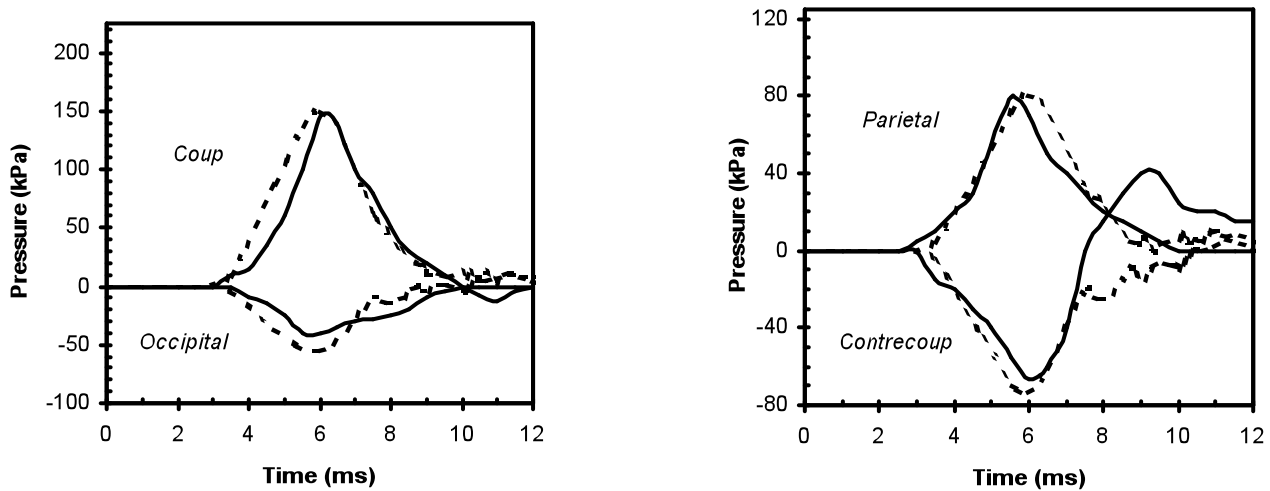 200
150
100
50
0
-50
-100
Pressure (kPa)
Coup
Occipital
0 2 4 6 8 10 12
Time (ms)
120
80
40
0
-40
-80
Pressure (kPa)
Parietal
Contrecoup
0 2 4 6 8 10 12
Time (ms)